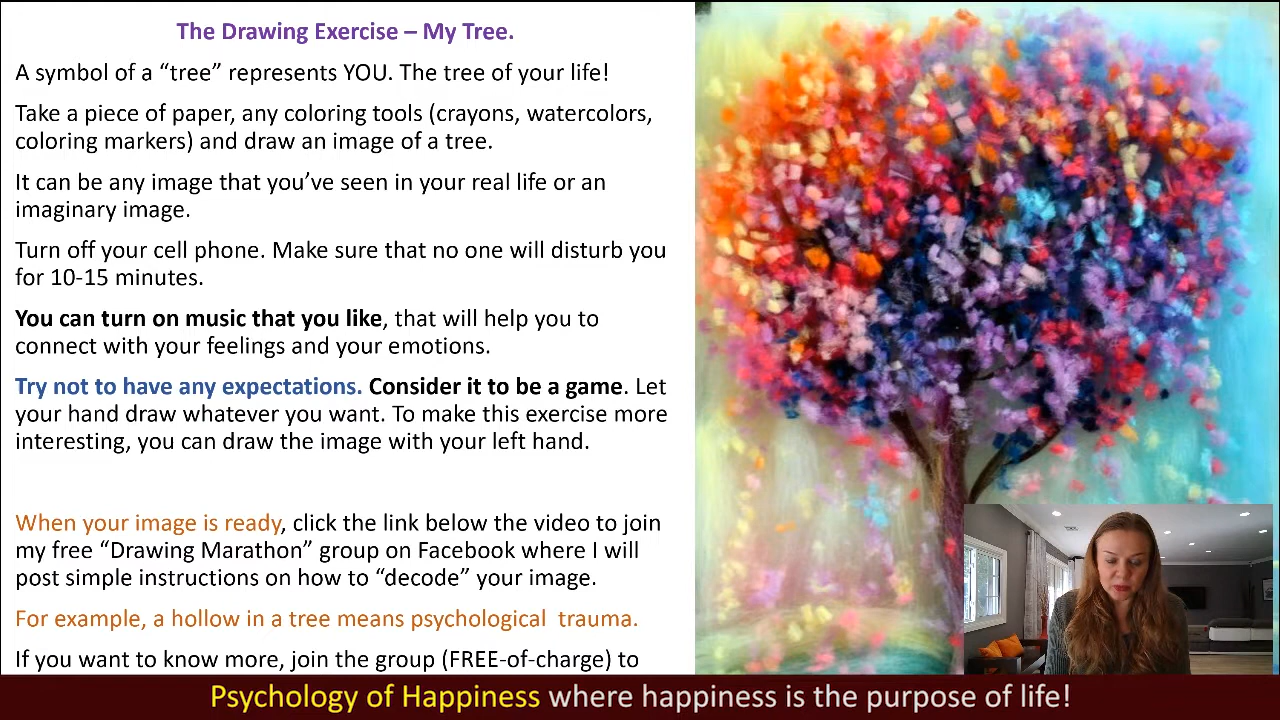 The Drawing Exercise – My Tree.
A symbol of a “tree” represents YOU. The tree of your life!
Take a piece of paper, any coloring tools (crayons, watercolors,
coloring markers) and draw an image of a tree.
It can be any image that you’ve seen in your real life or an
imaginary image.
Turn off your cell phone. Make sure that no one will disturb you
for 10-15 minutes.
You can turn on music that you like, that will help you to
connect with your feelings and your emotions.
Try not to have any expectations. Consider it to be a game. Let
your hand draw whatever you want. To make this exercise more
interesting, you can draw the image with your left hand.
When your image is ready, click the link below the video to join
my free “Drawing Marathon” group on Facebook where I will
post simple instructions on how to “decode” your image.
For example, a hollow in a tree means psychological  trauma.
If you want to know more, join the group (FREE-of-charge) to
Psychology of Happiness where happiness is the purpose of life!